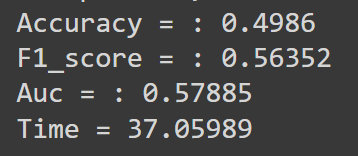 Accuracy = : 0.4986
F1_score = : 0.56352
Auc = : 0.57885
Time = 37.05989